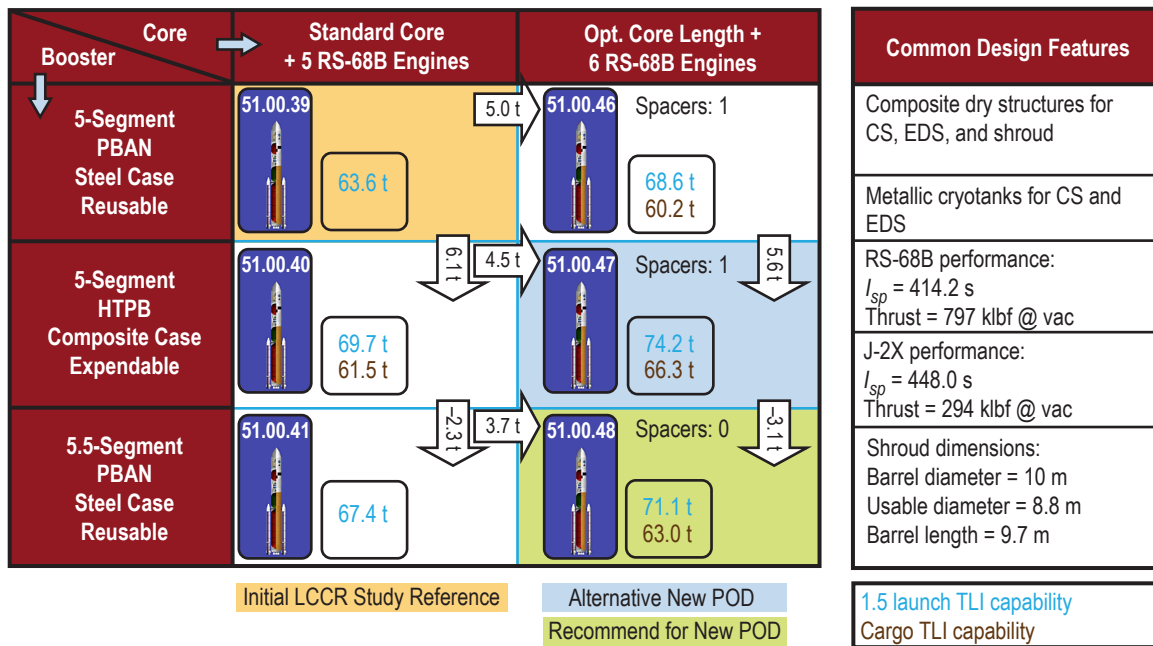 Core
Booster
Standard Core
+ 5 RS-68B Engines
Opt. Core Length +
6 RS-68B Engines
5-Segment
PBAN
Steel Case
Reusable
51.00.39
63.6 t
5.0 t
51.00.46
Spacers: 1
68.6 t
60.2 t
6.1 t
5.6 t
5-Segment
HTPB
Composite Case
Expendable
51.00.40
69.7 t
61.5 t
4.5 t
51.00.47
Spacers: 1
74.2 t
66.3 t
–2.3 t
–3.1 t
5.5-Segment
PBAN
Steel Case
Reusable
51.00.41
67.4 t
3.7 t
51.00.48
Spacers: 0
71.1 t
63.0 t
Initial LCCR Study Reference
Alternative New POD
Recommend for New POD
Common Design Features
Composite dry structures for
CS, EDS, and shroud
Metallic cryotanks for CS and
EDS
RS-68B performance:
Isp = 414.2 s
Thrust = 797 klbf @ vac
J-2X performance:
Isp = 448.0 s
Thrust = 294 klbf @ vac
Shroud dimensions:
Barrel diameter = 10 m
Usable diameter = 8.8 m
Barrel length = 9.7 m
1.5 launch TLI capability
Cargo TLI capability